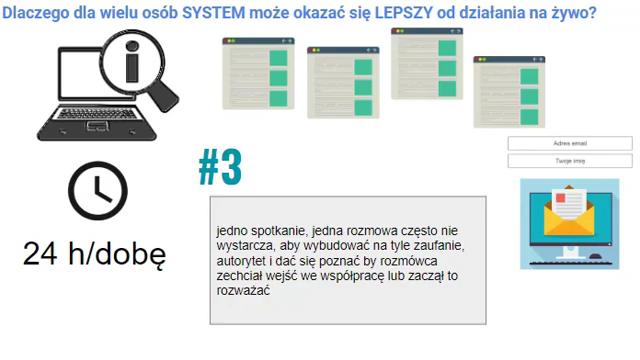 Dlaczego dla wielu osób SYSTEM może okazać się LEPSZY od działania na żywo?
Adres email
Twoje imię
24 h/dobę
#3
jedno spotkanie, jedna rozmowa często nie
wystarcza, aby wybudować na tyle zaufanie,
autorytet i dać się poznać by rozmówca
zechciał wejść we współpracę lub zaczął to
rozważać